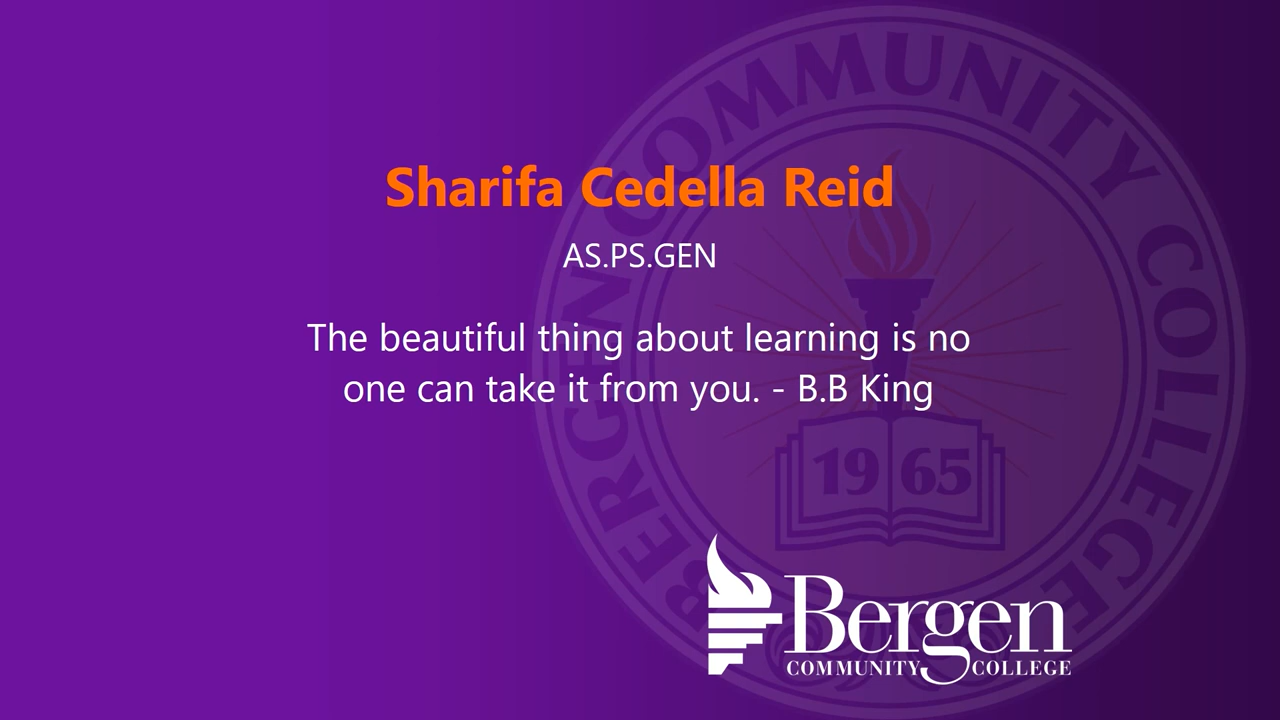 BERGEN COMMUNITY COLLEGE
Sharifa Cedella Reid
AS.PS.GEN
The beautiful thing about learning is no
one can take it from you. - B.B King
1965
Bergen
COMMUNITY COLLEGE